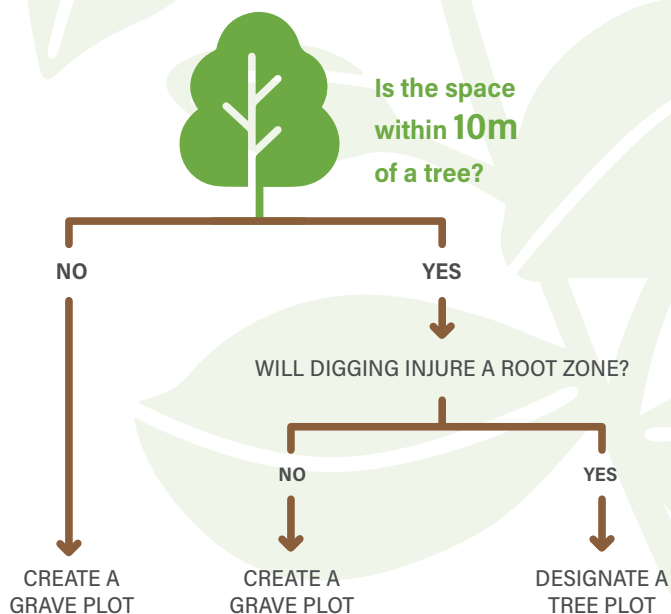 Is the space
within 10m
of a tree?
NO
YES
WILL DIGGING INJURE A ROOT ZONE?
NO
YES
CREATE A
GRAVE PLOT
CREATE A
GRAVE PLOT
DESIGNATE A
TREE PLOT